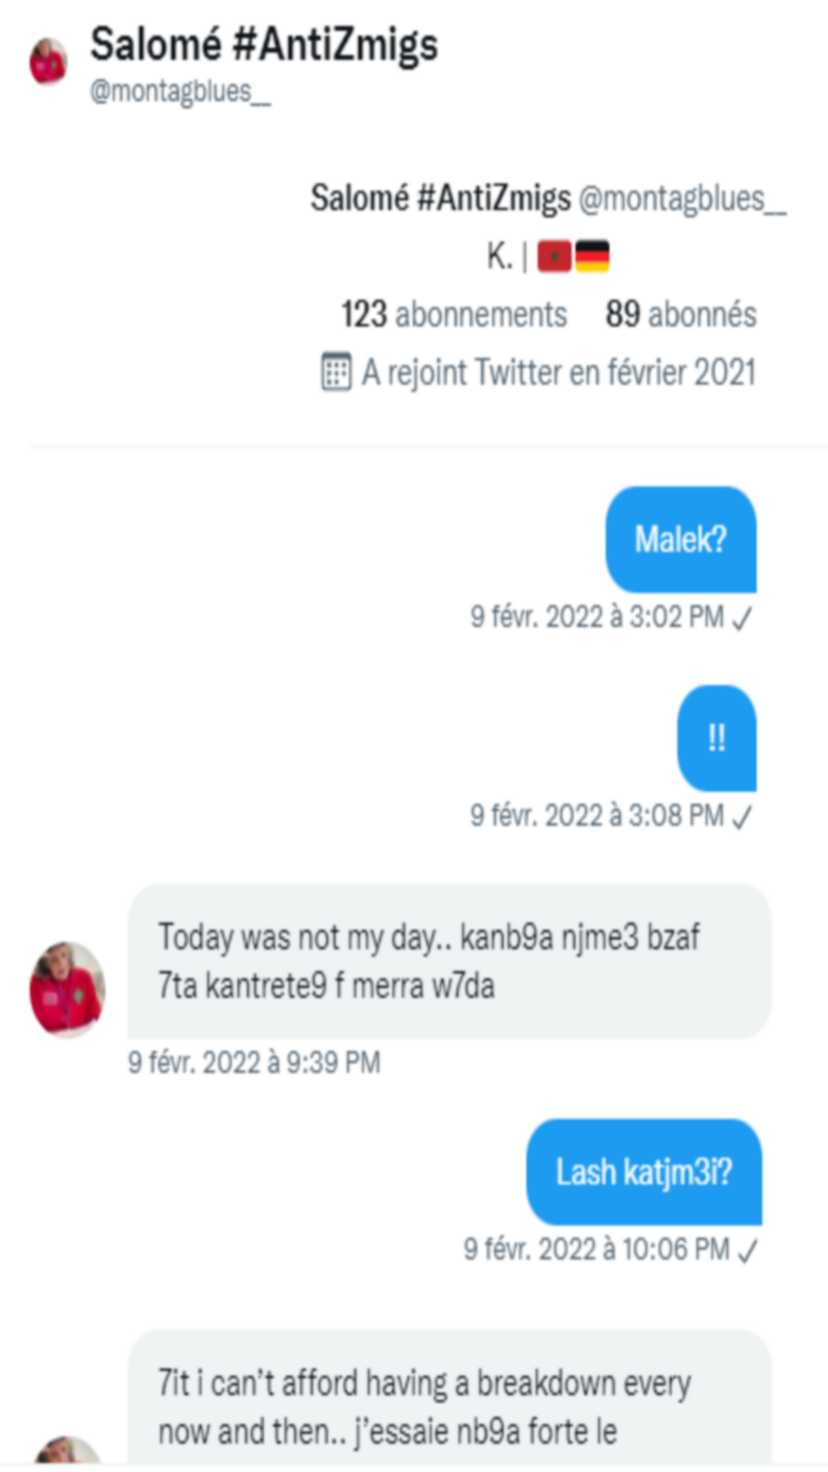 Salomé #AntiZmigs
@montagblues__
Salomé #AntiZmigs @montagblues__
K. | 🇲🇦🇩🇪
123 abonnements 89 abonnés
A rejoint Twitter en février 2021
Malek?
9 févr. 2022 à 3:02 PM ✓
!!
9 févr. 2022 à 3:08 PM ✓
Today was not my day.. kanb9a njme3 bzaf
7ta kantrete9 f merra w7da
9 févr. 2022 à 9:39 PM
Lash katjm3i?
9 févr. 2022 à 10:06 PM ✓
7it i can’t afford having a breakdown every
now and then.. j’essaie nb9a forte le